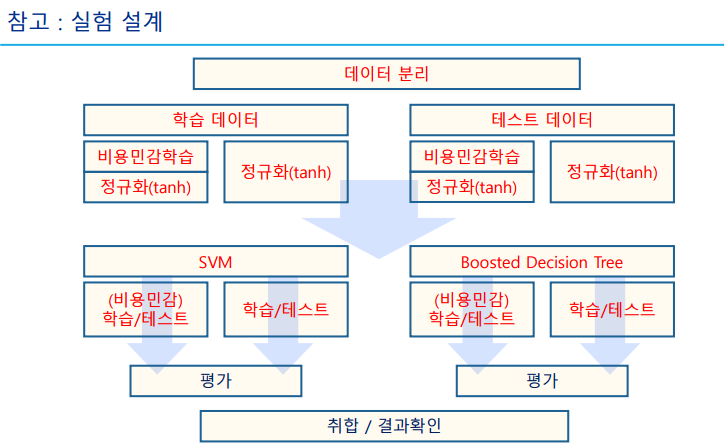 참고 : 실험 설계
데이터 분리
학습 데이터
테스트 데이터
비용민감학습
정규화(tanh)
정규화(tanh)
비용민감학습
정규화(tanh)
정규화(tanh)
SVM
Boosted Decision Tree
(비용민감)
학습/테스트
학습/테스트
(비용민감)
학습/테스트
학습/테스트
평가
평가
취합 / 결과확인